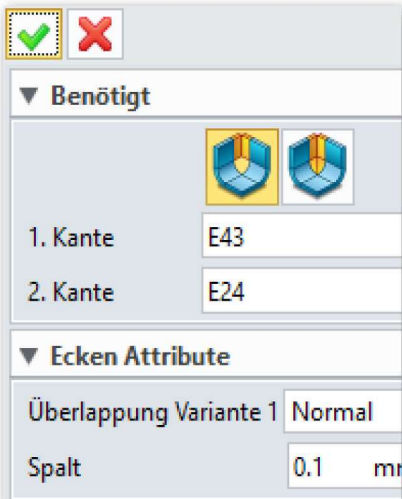 Benötigt
1. Kante E43
2. Kante E24
Ecken Attribute
Überlappung Variante 1 Normal
Spalt 0.1